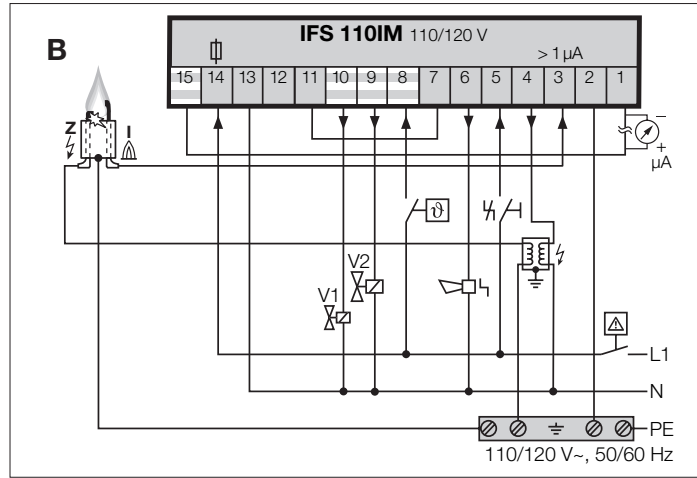 B
IFS 110IM 110/120 V
> 1 µA
15 14 13 12 11 10 9 8 7 6 5 4 3 2 1
Z
I
–
+
µA
ϑ
V2
V1
L1
N
PE
110/120 V~, 50/60 Hz